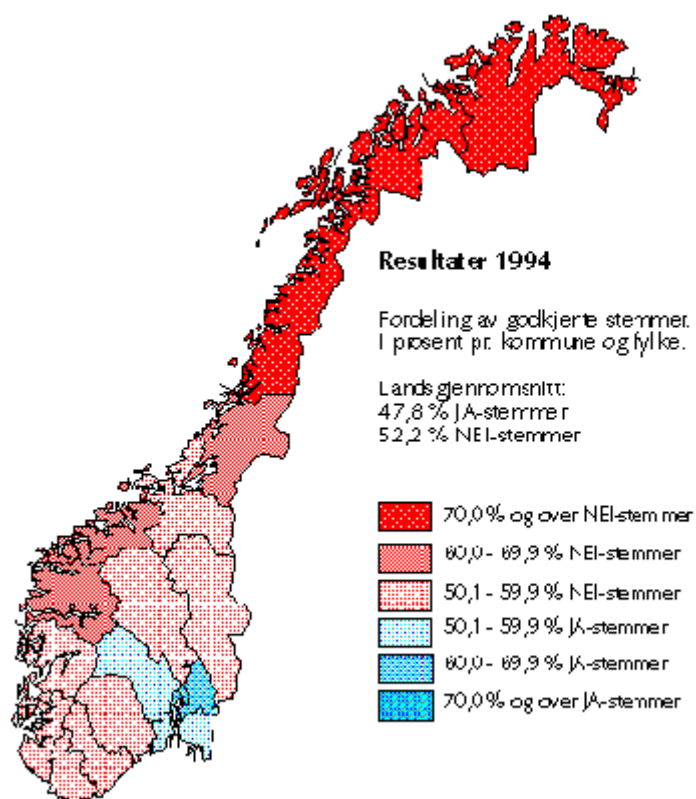 Resultater 1994
Fordeling av godkjente stemmer.
I prosent pr. kommune og fylke.
Landsgjennomsnitt:
47,8 % JA-stemmer
52,2 % NEI-stemmer
70,0 % og over NEI-stemmer
60,0 - 69,9 % NEI-stemmer
50,1 - 59,9 % NEI-stemmer
50,1 - 59,9 % JA-stemmer
60,0 - 69,9 % JA-stemmer
70,0 % og over JA-stemmer